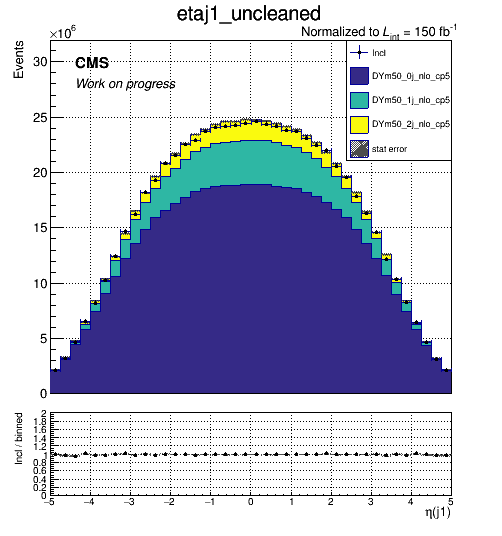 etaj1_uncleaned
×10⁶
Normalized to L_int = 150 fb⁻¹
Events
CMS
Work on progress
Incl
DYm50_0j_nlo_cp5
DYm50_1j_nlo_cp5
DYm50_2j_nlo_cp5
stat error
30
25
20
15
10
5
0
Incl / binned
2
1.8
1.6
1.4
1.2
1
0.8
0.6
0.4
0.2
0
−5 −4 −3 −2 −1 0 1 2 3 4 5
η(j1)